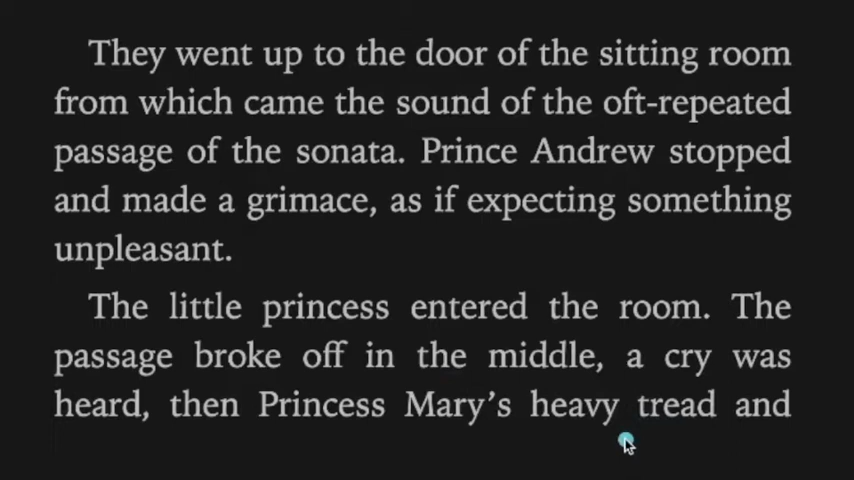 They went up to the door of the sitting room
from which came the sound of the oft-repeated
passage of the sonata. Prince Andrew stopped
and made a grimace, as if expecting something
unpleasant.
The little princess entered the room. The
passage broke off in the middle, a cry was
heard, then Princess Mary’s heavy tread and